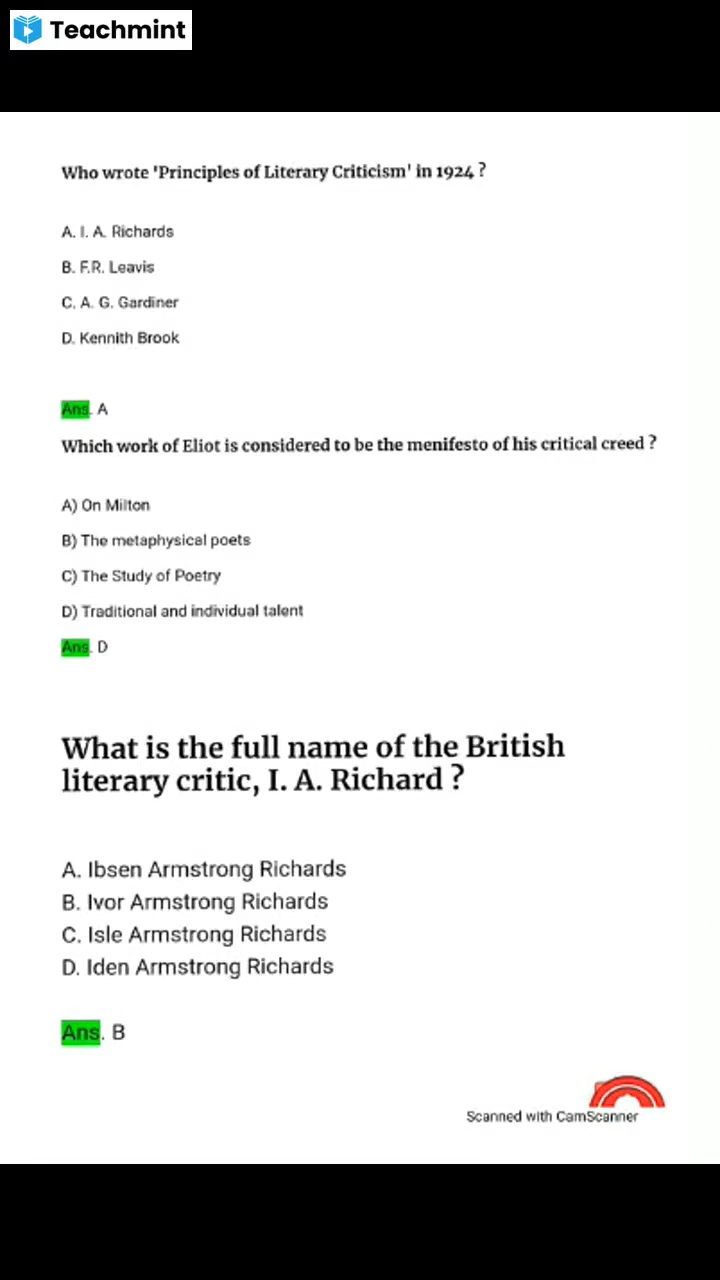 Teachmint
Who wrote 'Principles of Literary Criticism' in 1924 ?
A. I. A. Richards
B. F.R. Leavis
C. A. G. Gardiner
D. Kennith Brook
Ans. A
Which work of Eliot is considered to be the menifesto of his critical creed ?
A) On Milton
B) The metaphysical poets
C) The Study of Poetry
D) Traditional and individual talent
Ans. D
What is the full name of the British
literary critic, I. A. Richard ?
A. Ibsen Armstrong Richards
B. Ivor Armstrong Richards
C. Isle Armstrong Richards
D. Iden Armstrong Richards
Ans. B
Scanned with CamScanner